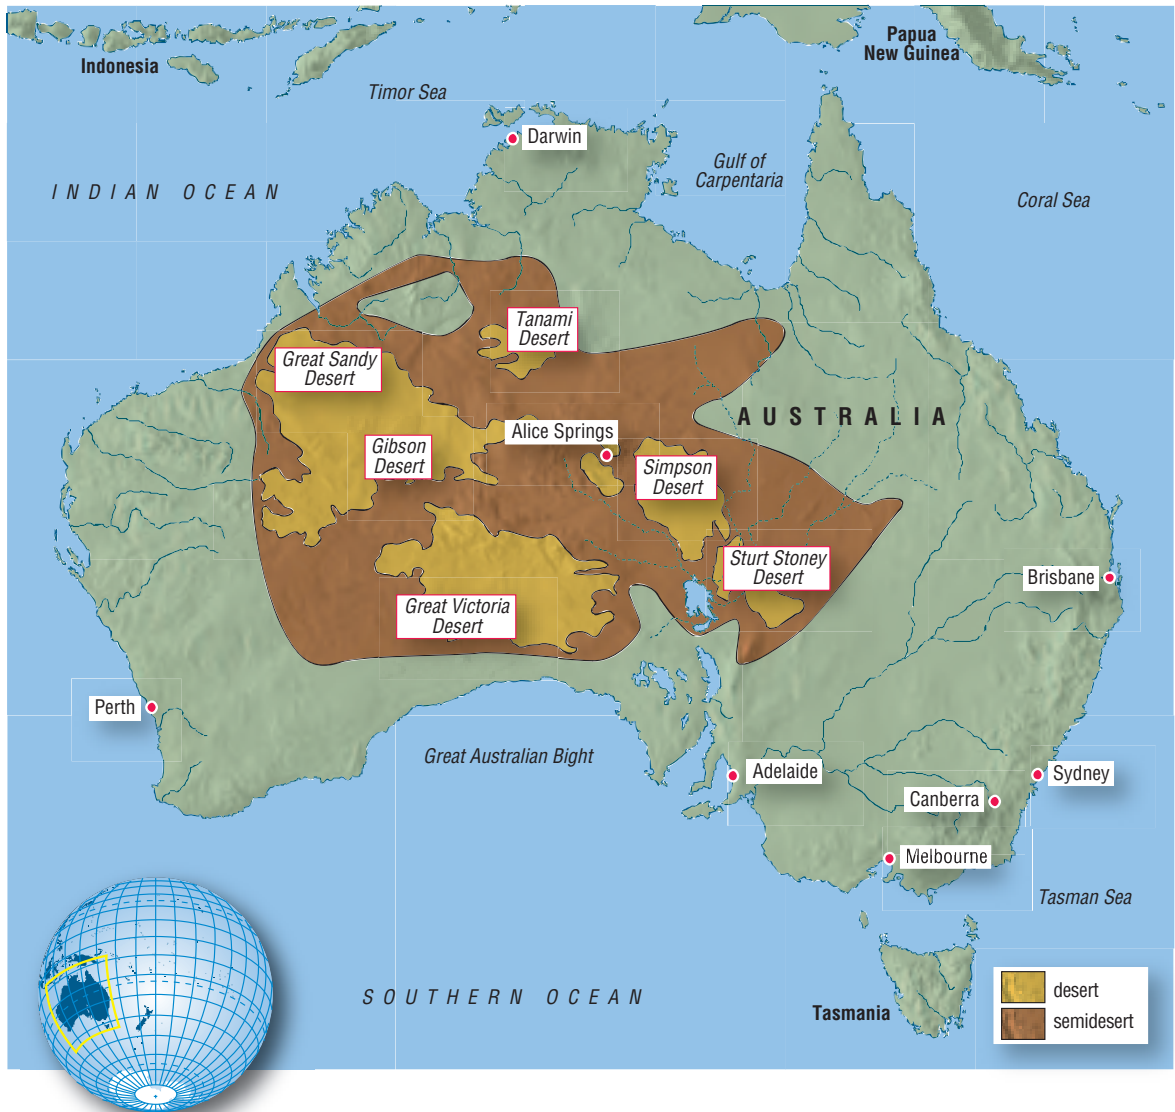 Papua
New Guinea
Indonesia
Timor Sea
Darwin
Gulf of
Carpentaria
INDIAN OCEAN
Coral Sea
Tanami
Desert
Great Sandy
Desert
AUSTRALIA
Alice Springs
Gibson
Desert
Simpson
Desert
Sturt Stoney
Desert
Brisbane
Great Victoria
Desert
Perth
Great Australian Bight
Adelaide
Sydney
Canberra
Melbourne
Tasman Sea
SOUTHERN OCEAN
Tasmania
desert
semidesert